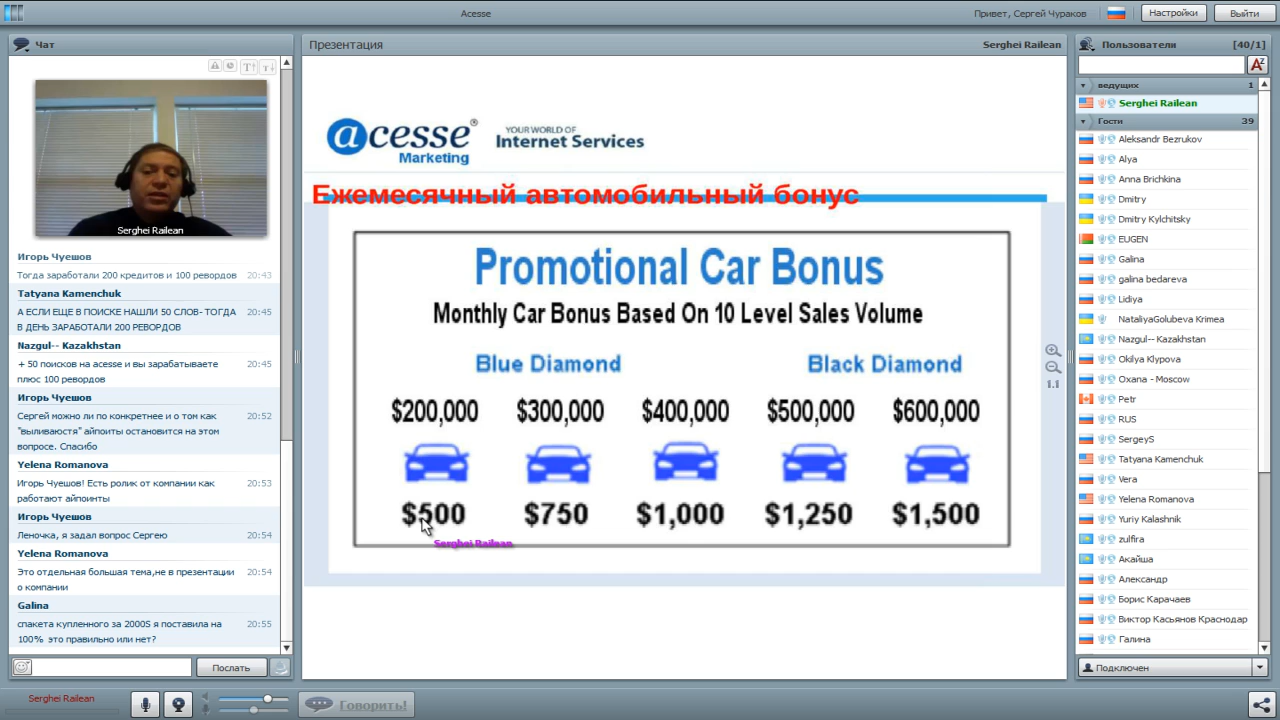 Acesse
Привет, Сергей Чураков
Настройки
Выйти
Чат
Serghei Railean
Игорь Чуешов
Тогда заработали 200 кредитов и 100 ревордов 20:43
Tatyana Kamenchuk
А ЕСЛИ ЕЩЕ В ПОИСКЕ НАШЛИ 50 СЛОВ- ТОГДА 20:45
В ДЕНЬ ЗАРАБОТАЛИ 200 РЕВОРДОВ
Nazgul-- Kazakhstan
+ 50 поисков на acesse и вы зарабатываете 20:45
плюс 100 ревордов
Игорь Чуешов
Сергей можно ли по конкретнее и о том как 20:52
"выливаюстя" айпоиты остановится на этом
вопросе. Спасибо
Yelena Romanova
Игорь Чуешов! Есть ролик от компании как 20:53
работают айпоинты
Игорь Чуешов
Леночка, я задал вопрос Сергею 20:54
Yelena Romanova
Это отдельная большая тема,не в презентации 20:54
о компании
Galina
спакета купленного за 2000S я поставила на 20:55
100% это правильно или нет?
Послать
Serghei Railean
Говорить!
Презентация
Serghei Railean
acesse®
Marketing
YOUR WORLD OF
Internet Services
Ежемесячный автомобильный бонус
Promotional Car Bonus
Monthly Car Bonus Based On 10 Level Sales Volume
Blue Diamond Black Diamond
$200,000 $300,000 $400,000 $500,000 $600,000
$500 $750 $1,000 $1,250 $1,500
Serghei Railean
1.1
Пользователи [40/1]
AZ
ведущих 1
Serghei Railean
Гости 39
Aleksandr Bezrukov
Alya
Anna Brichkina
Dmitry
Dmitry Kylchitsky
EUGEN
Galina
galina bedareva
Lidiya
NataliyaGolubeva Krimea
Nazgul-- Kazakhstan
Okilya Klypova
Oxana - Moscow
Petr
RUS
SergeyS
Tatyana Kamenchuk
Vera
Yelena Romanova
Yuriy Kalashnik
zulfira
Акайша
Александр
Борис Карачаев
Виктор Касьянов Краснодар
Галина
Подключен